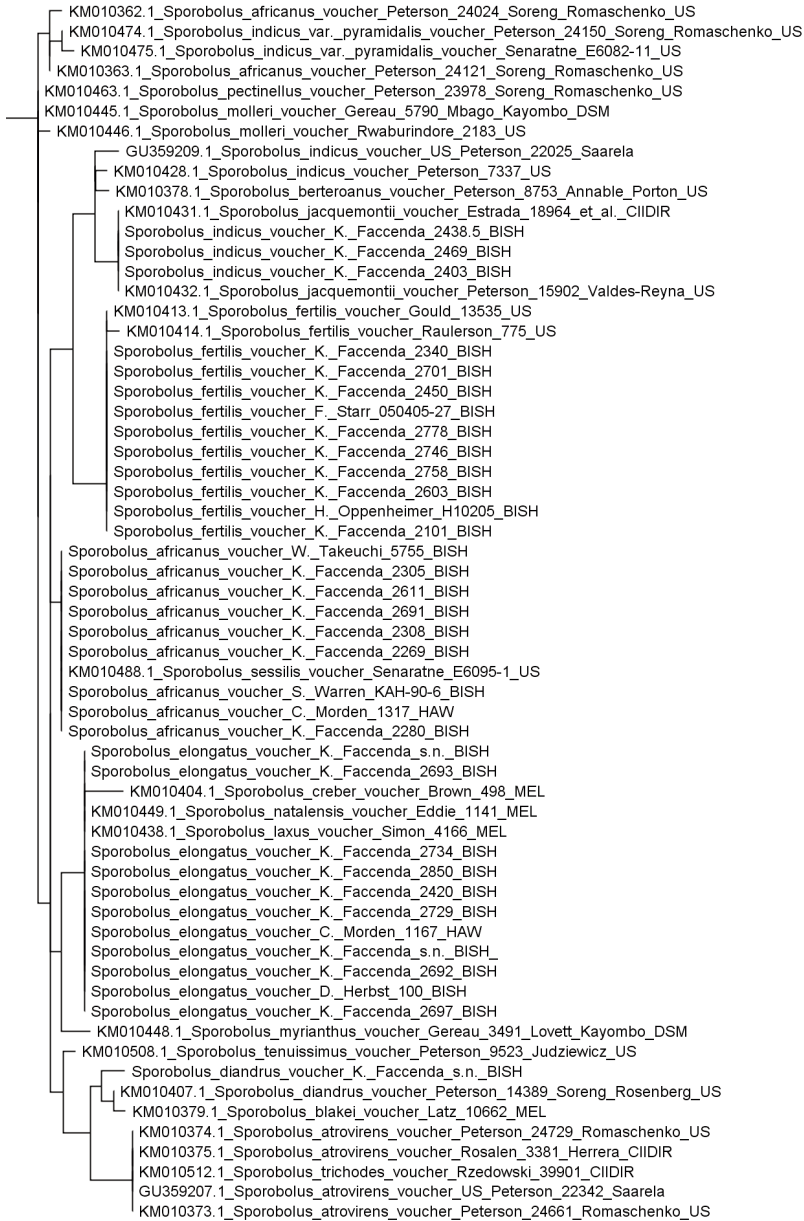 KM010362.1_Sporobolus_africanus_voucher_Peterson_24024_Soreng_Romaschenko_US
KM010474.1_Sporobolus_indicus_var._pyramidalis_voucher_Peterson_24150_Soreng_Romaschenko_US
KM010475.1_Sporobolus_indicus_var._pyramidalis_voucher_Senaratne_E6082-11_US
KM010363.1_Sporobolus_africanus_voucher_Peterson_24121_Soreng_Romaschenko_US
KM010463.1_Sporobolus_pectinellus_voucher_Peterson_23978_Soreng_Romaschenko_US
KM010445.1_Sporobolus_molleri_voucher_Gereau_5790_Mbago_Kayombo_DSM
KM010446.1_Sporobolus_molleri_voucher_Rwaburindore_2183_US
GU359209.1_Sporobolus_indicus_voucher_US_Peterson_22025_Saarela
KM010428.1_Sporobolus_indicus_voucher_Peterson_7337_US
KM010378.1_Sporobolus_berteroanus_voucher_Peterson_8753_Annable_Porton_US
KM010431.1_Sporobolus_jacquemontii_voucher_Estrada_18964_et_al._CIIDIR
Sporobolus_indicus_voucher_K._Faccenda_2438.5_BISH
Sporobolus_indicus_voucher_K._Faccenda_2469_BISH
Sporobolus_indicus_voucher_K._Faccenda_2403_BISH
KM010432.1_Sporobolus_jacquemontii_voucher_Peterson_15902_Valdes-Reyna_US
KM010413.1_Sporobolus_fertilis_voucher_Gould_13535_US
KM010414.1_Sporobolus_fertilis_voucher_Raulerson_775_US
Sporobolus_fertilis_voucher_K._Faccenda_2340_BISH
Sporobolus_fertilis_voucher_K._Faccenda_2701_BISH
Sporobolus_fertilis_voucher_K._Faccenda_2450_BISH
Sporobolus_fertilis_voucher_F._Starr_050405-27_BISH
Sporobolus_fertilis_voucher_K._Faccenda_2778_BISH
Sporobolus_fertilis_voucher_K._Faccenda_2746_BISH
Sporobolus_fertilis_voucher_K._Faccenda_2758_BISH
Sporobolus_fertilis_voucher_K._Faccenda_2603_BISH
Sporobolus_fertilis_voucher_H._Oppenheimer_H10205_BISH
Sporobolus_fertilis_voucher_K._Faccenda_2101_BISH
Sporobolus_africanus_voucher_W._Takeuchi_5755_BISH
Sporobolus_africanus_voucher_K._Faccenda_2305_BISH
Sporobolus_africanus_voucher_K._Faccenda_2611_BISH
Sporobolus_africanus_voucher_K._Faccenda_2691_BISH
Sporobolus_africanus_voucher_K._Faccenda_2308_BISH
Sporobolus_africanus_voucher_K._Faccenda_2269_BISH
KM010488.1_Sporobolus_sessilis_voucher_Senaratne_E6095-1_US
Sporobolus_africanus_voucher_S._Warren_KAH-90-6_BISH
Sporobolus_africanus_voucher_C._Morden_1317_HAW
Sporobolus_africanus_voucher_K._Faccenda_2280_BISH
Sporobolus_elongatus_voucher_K._Faccenda_s.n._BISH
Sporobolus_elongatus_voucher_K._Faccenda_2693_BISH
KM010404.1_Sporobolus_creber_voucher_Brown_498_MEL
KM010449.1_Sporobolus_natalensis_voucher_Eddie_1141_MEL
KM010438.1_Sporobolus_laxus_voucher_Simon_4166_MEL
Sporobolus_elongatus_voucher_K._Faccenda_2734_BISH
Sporobolus_elongatus_voucher_K._Faccenda_2850_BISH
Sporobolus_elongatus_voucher_K._Faccenda_2420_BISH
Sporobolus_elongatus_voucher_K._Faccenda_2729_BISH
Sporobolus_elongatus_voucher_C._Morden_1167_HAW
Sporobolus_elongatus_voucher_K._Faccenda_s.n._BISH_
Sporobolus_elongatus_voucher_K._Faccenda_2692_BISH
Sporobolus_elongatus_voucher_D._Herbst_100_BISH
Sporobolus_elongatus_voucher_K._Faccenda_2697_BISH
KM010448.1_Sporobolus_myrianthus_voucher_Gereau_3491_Lovett_Kayombo_DSM
KM010508.1_Sporobolus_tenuissimus_voucher_Peterson_9523_Judziewicz_US
Sporobolus_diandrus_voucher_K._Faccenda_s.n._BISH
KM010407.1_Sporobolus_diandrus_voucher_Peterson_14389_Soreng_Rosenberg_US
KM010379.1_Sporobolus_blakei_voucher_Latz_10662_MEL
KM010374.1_Sporobolus_atrovirens_voucher_Peterson_24729_Romaschenko_US
KM010375.1_Sporobolus_atrovirens_voucher_Rosalen_3381_Herrera_CIIDIR
KM010512.1_Sporobolus_trichodes_voucher_Rzedowski_39901_CIIDIR
GU359207.1_Sporobolus_atrovirens_voucher_US_Peterson_22342_Saarela
KM010373.1_Sporobolus_atrovirens_voucher_Peterson_24661_Romaschenko_US